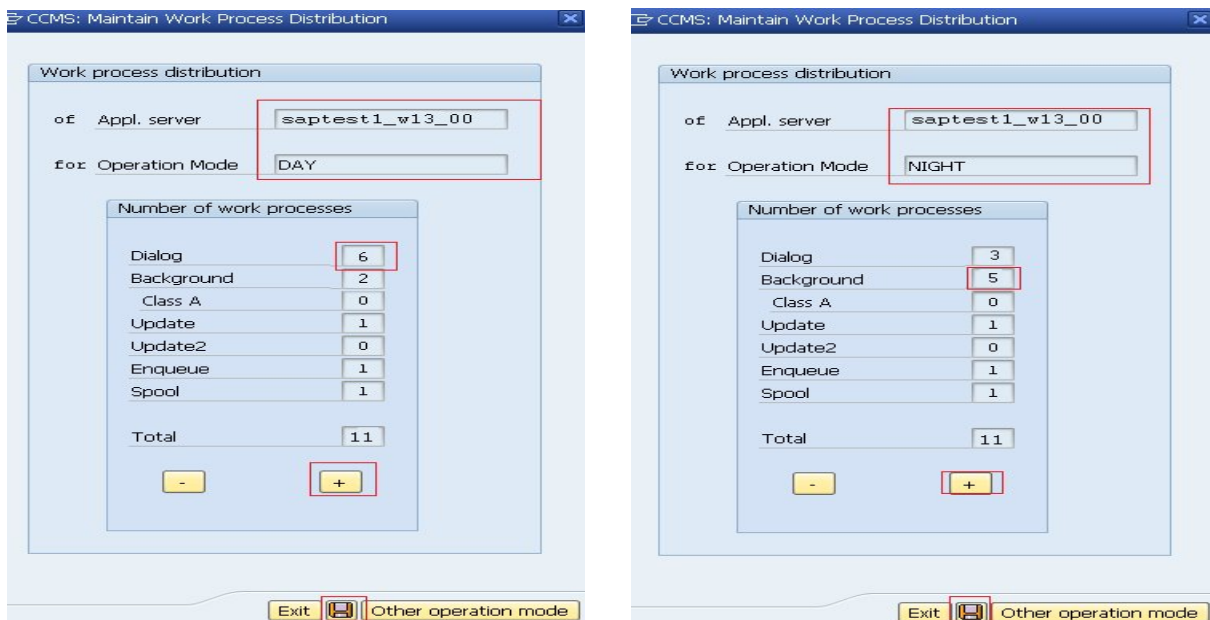 CCMS: Maintain Work Process Distribution
Work process distribution
of Appl. server saptest1_w13_00
for Operation Mode DAY
Number of work processes
Dialog 6
Background 2
Class A 0
Update 1
Update2 0
Enqueue 1
Spool 1
Total 11
- +
Exit Other operation mode
CCMS: Maintain Work Process Distribution
Work process distribution
of Appl. server saptest1_w13_00
for Operation Mode NIGHT
Number of work processes
Dialog 3
Background 5
Class A 0
Update 1
Update2 0
Enqueue 1
Spool 1
Total 11
- +
Exit Other operation mode